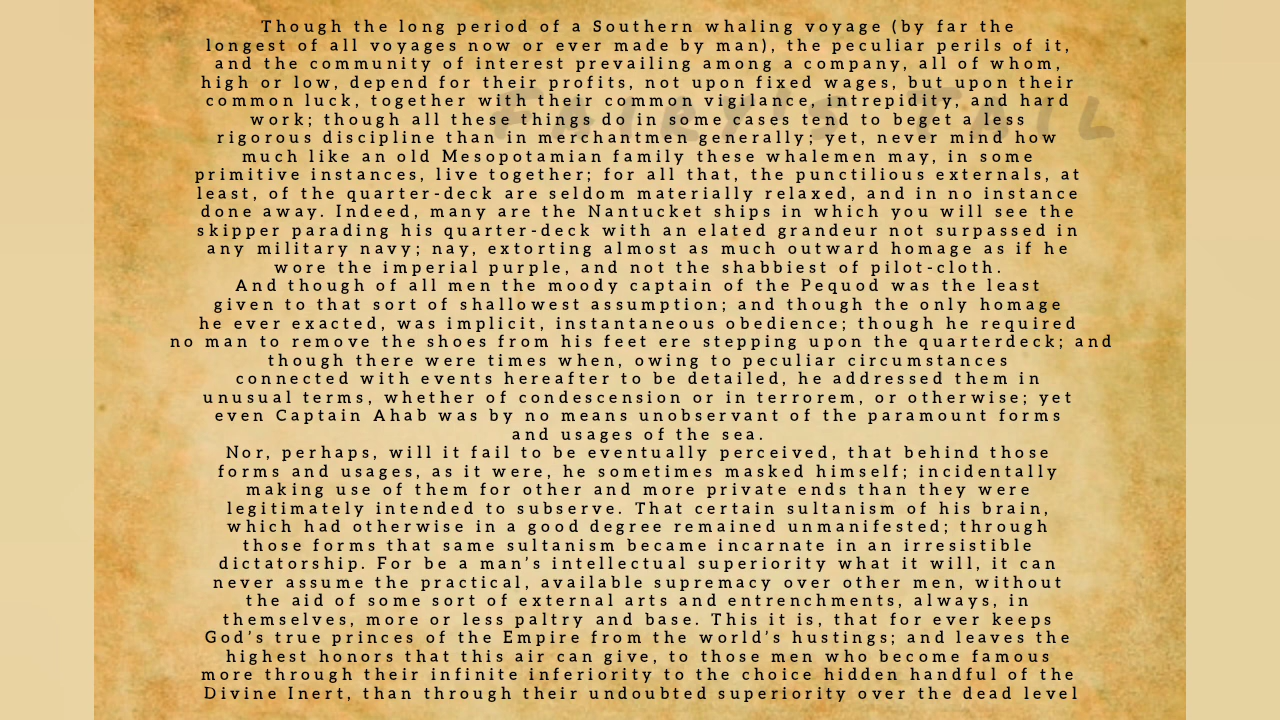 Though the long period of a Southern whaling voyage (by far the
longest of all voyages now or ever made by man), the peculiar perils of it,
and the community of interest prevailing among a company, all of whom,
high or low, depend for their profits, not upon fixed wages, but upon their
common luck, together with their common vigilance, intrepidity, and hard
work; though all these things do in some cases tend to beget a less
rigorous discipline than in merchantmen generally; yet, never mind how
much like an old Mesopotamian family these whalemen may, in some
primitive instances, live together; for all that, the punctilious externals, at
least, of the quarter-deck are seldom materially relaxed, and in no instance
done away. Indeed, many are the Nantucket ships in which you will see the
skipper parading his quarter-deck with an elated grandeur not surpassed in
any military navy; nay, extorting almost as much outward homage as if he
wore the imperial purple, and not the shabbiest of pilot-cloth.
And though of all men the moody captain of the Pequod was the least
given to that sort of shallowest assumption; and though the only homage
he ever exacted, was implicit, instantaneous obedience; though he required
no man to remove the shoes from his feet ere stepping upon the quarterdeck; and
though there were times when, owing to peculiar circumstances
connected with events hereafter to be detailed, he addressed them in
unusual terms, whether of condescension or in terrorem, or otherwise; yet
even Captain Ahab was by no means unobservant of the paramount forms
and usages of the sea.
Nor, perhaps, will it fail to be eventually perceived, that behind those
forms and usages, as it were, he sometimes masked himself; incidentally
making use of them for other and more private ends than they were
legitimately intended to subserve. That certain sultanism of his brain,
which had otherwise in a good degree remained unmanifested; through
those forms that same sultanism became incarnate in an irresistible
dictatorship. For be a man’s intellectual superiority what it will, it can
never assume the practical, available supremacy over other men, without
the aid of some sort of external arts and entrenchments, always, in
themselves, more or less paltry and base. This it is, that for ever keeps
God’s true princes of the Empire from the world’s hustings; and leaves the
highest honors that this air can give, to those men who become famous
more through their infinite inferiority to the choice hidden handful of the
Divine Inert, than through their undoubted superiority over the dead level